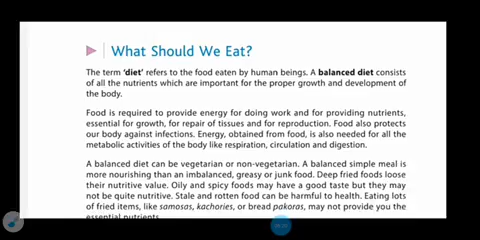 What Should We Eat?
The term 'diet' refers to the food eaten by human beings. A balanced diet consists
of all the nutrients which are important for the proper growth and development of
the body.
Food is required to provide energy for doing work and for providing nutrients,
essential for growth, for repair of tissues and for reproduction. Food also protects
our body against infections. Energy, obtained from food, is also needed for all the
metabolic activities of the body like respiration, circulation and digestion.
A balanced diet can be vegetarian or non-vegetarian. A balanced simple meal is
more nourishing than an imbalanced, greasy or junk food. Deep fried foods loose
their nutritive value. Oily and spicy foods may have a good taste but they may
not be quite nutritive. Stale and rotten food can be harmful to health. Eating lots
of fried items, like samosas, kachories, or bread pakoras, may not provide you the
essential nutrients.